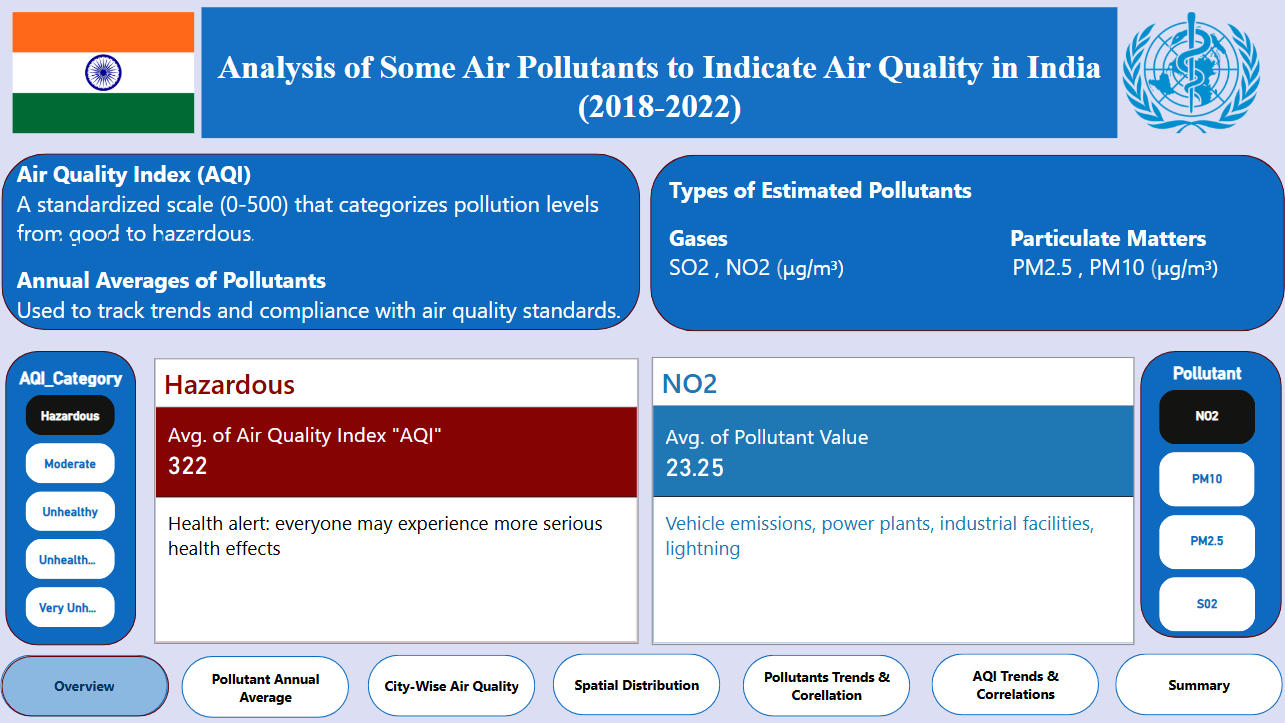 Analysis of Some Air Pollutants to Indicate Air Quality in India
(2018-2022)
Air Quality Index (AQI)
A standardized scale (0-500) that categorizes pollution levels
from good to hazardous.
Annual Averages of Pollutants
Used to track trends and compliance with air quality standards.
Types of Estimated Pollutants
Gases
SO2 , NO2 (µg/m³)
Particulate Matters
PM2.5 , PM10 (µg/m³)
AQI_Category
Hazardous
Moderate
Unhealthy
Unhealth...
Very Unh...
Hazardous
Avg. of Air Quality Index "AQI"
322
Health alert: everyone may experience more serious
health effects
NO2
Avg. of Pollutant Value
23.25
Vehicle emissions, power plants, industrial facilities,
lightning
Pollutant
NO2
PM10
PM2.5
S02
Overview
Pollutant Annual
Average
City-Wise Air Quality
Spatial Distribution
Pollutants Trends &
Corellation
AQI Trends &
Correlations
Summary